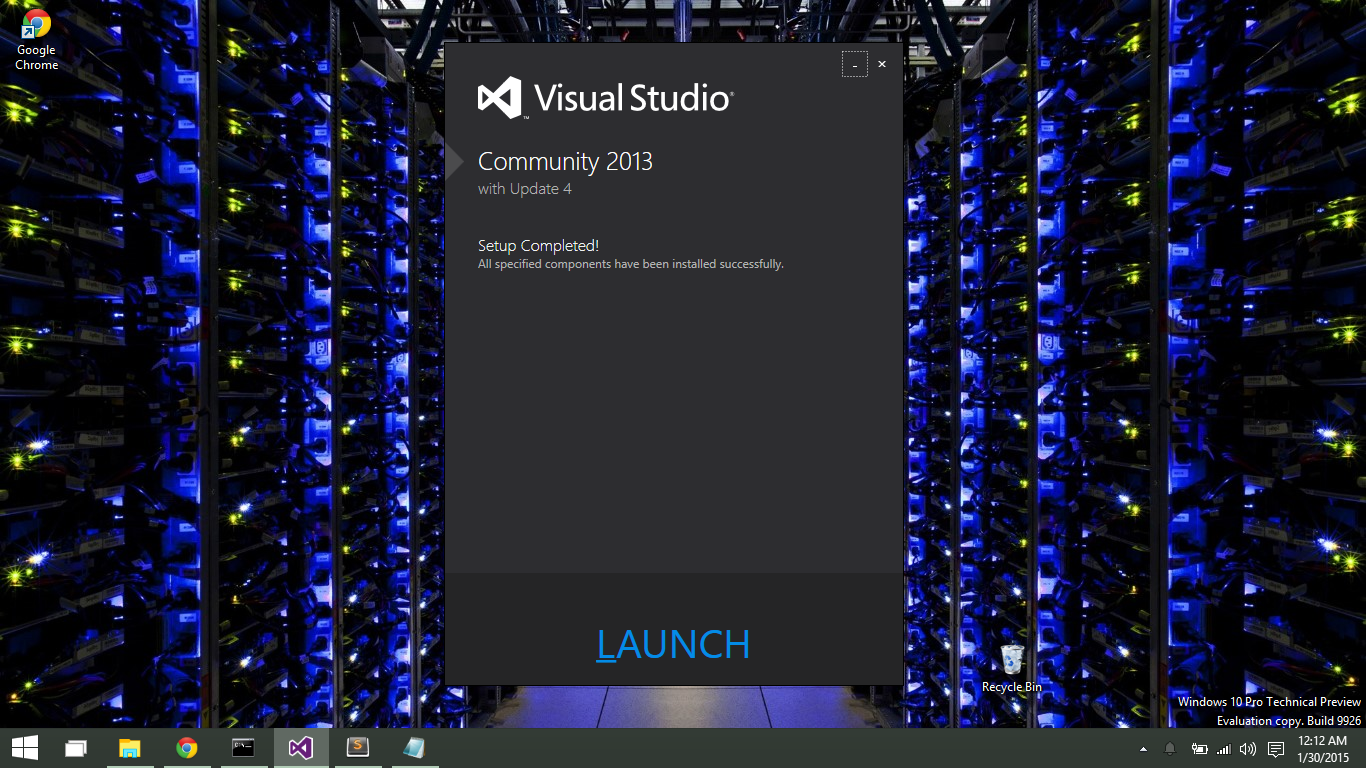 Google
Chrome
Visual Studio®
™
Community 2013
with Update 4
Setup Completed!
All specified components have been installed successfully.
LAUNCH
Recycle Bin
Windows 10 Pro Technical Preview
Evaluation copy. Build 9926
12:12 AM
1/30/2015